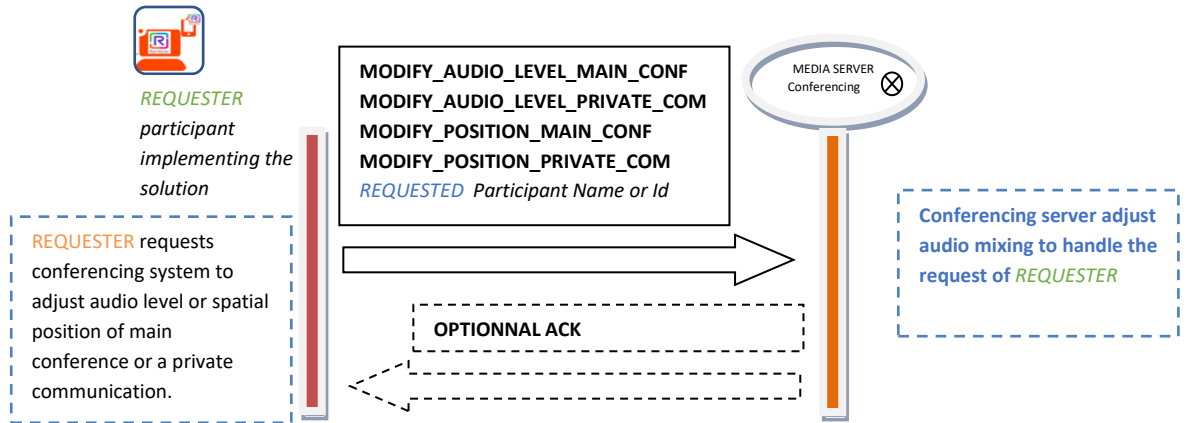 REQUESTER
participant
implementing the
solution
MODIFY_AUDIO_LEVEL_MAIN_CONF
MODIFY_AUDIO_LEVEL_PRIVATE_COM
MODIFY_POSITION_MAIN_CONF
MODIFY_POSITION_PRIVATE_COM
REQUESTED Participant Name or Id
MEDIA SERVER
Conferencing
REQUESTER requests
conferencing system to
adjust audio level or spatial
position of main
conference or a private
communication.
OPTIONNAL ACK
Conferencing server adjust
audio mixing to handle the
request of REQUESTER